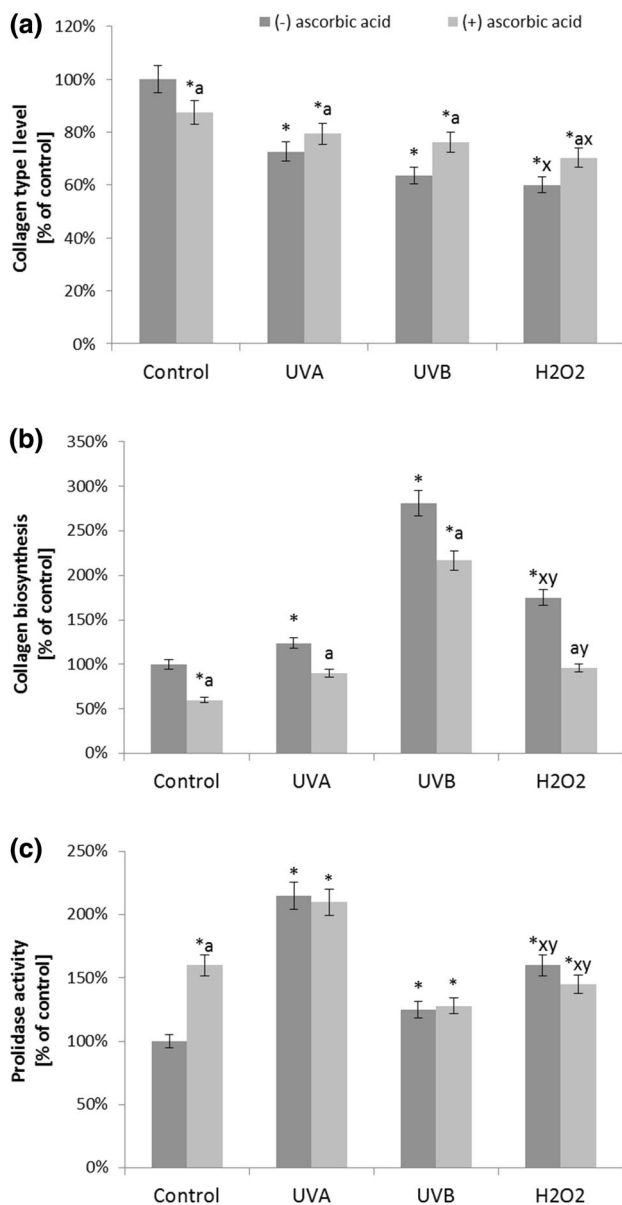 (a)
(-) ascorbic acid (+) ascorbic acid
Collagen type I level
[% of control]
120%
100%
80%
60%
40%
20%
0%
*a
*
*a
*
*a
*x
*ax
Control UVA UVB H2O2
(b)
Collagen biosynthesis
[% of control]
350%
300%
250%
200%
150%
100%
50%
0%
*a
*
a
*
*a
*xy
ay
Control UVA UVB H2O2
(c)
Prolidase activity
[% of control]
250%
200%
150%
100%
50%
0%
*a
*
*
*
*
*xy
*xy
Control UVA UVB H2O2